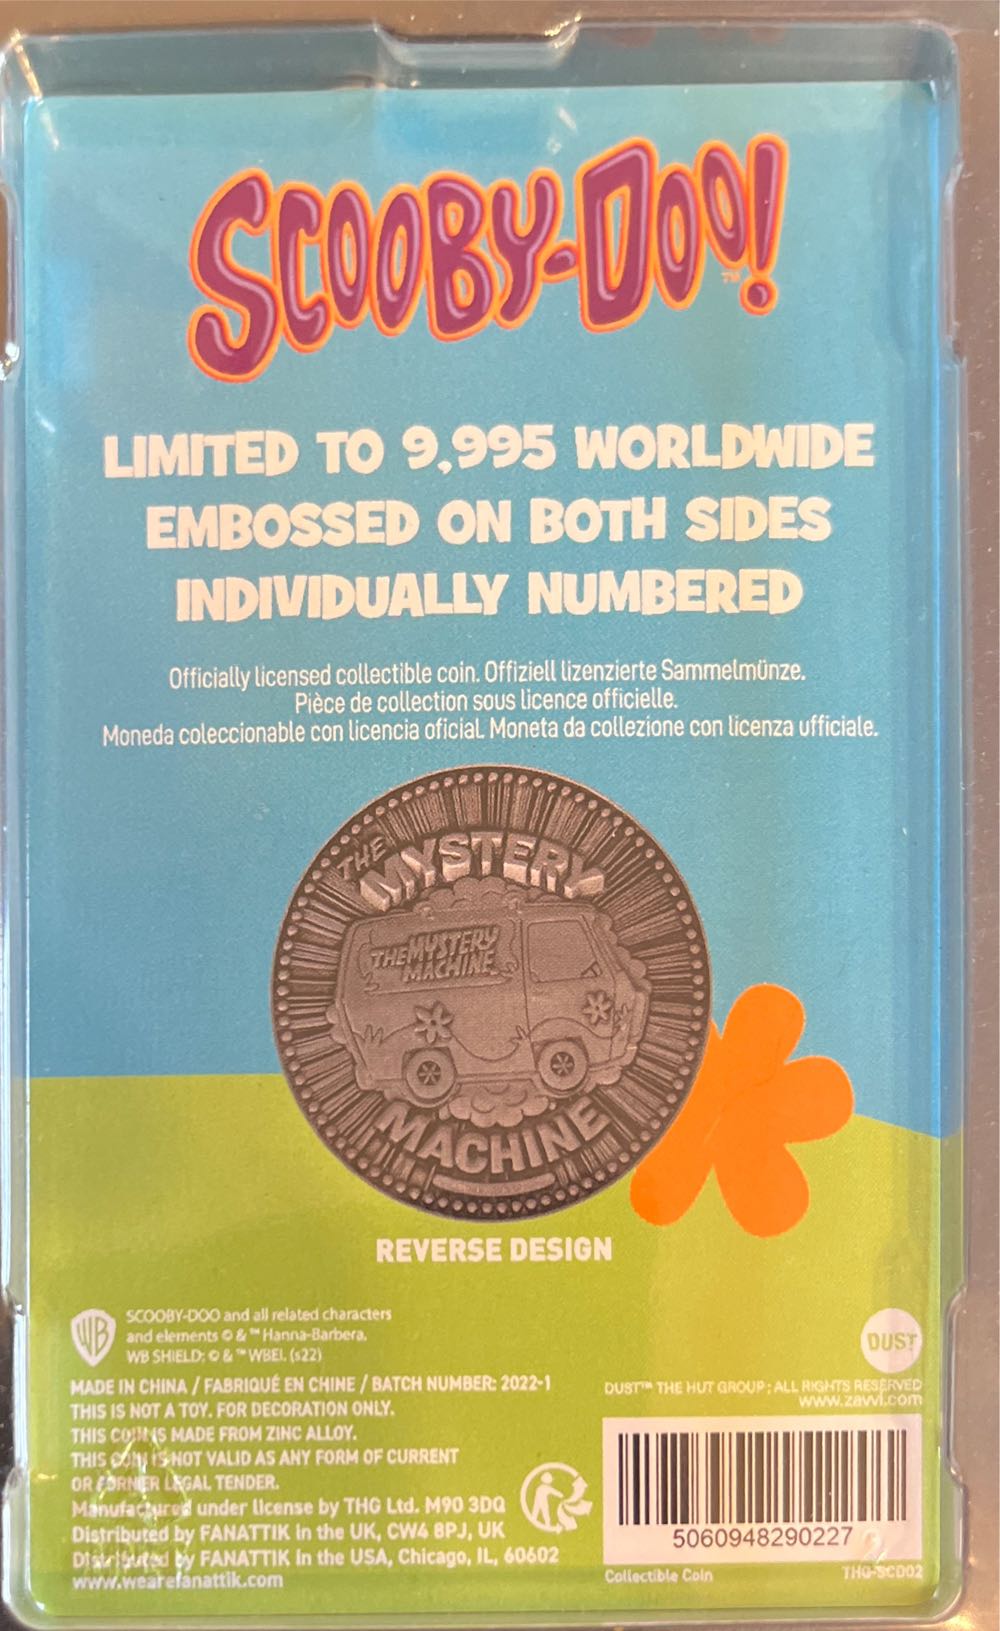 SCOOBY-DOO!™
LIMITED TO 9,995 WORLDWIDE
EMBOSSED ON BOTH SIDES
INDIVIDUALLY NUMBERED
Officially licensed collectible coin. Offiziell lizenzierte Sammelmünze.
Pièce de collection sous licence officielle.
Moneda coleccionable con licencia oficial. Moneta da collezione con licenza ufficiale.
THE
MYSTERY
THE MYSTERY
MACHINE
MACHINE
REVERSE DESIGN
WB
SCOOBY-DOO and all related characters
and elements © & ™ Hanna-Barbera.
WB SHIELD: © & ™ WBEI. (s22)
MADE IN CHINA / FABRIQUÉ EN CHINE / BATCH NUMBER: 2022-1
THIS IS NOT A TOY. FOR DECORATION ONLY.
THIS COIN IS MADE FROM ZINC ALLOY.
THIS COIN IS NOT VALID AS ANY FORM OF CURRENT
OR FORMER LEGAL TENDER.
Manufactured under license by THG Ltd. M90 3DQ
Distributed by FANATTIK in the UK, CW4 8PJ, UK
Distributed by FANATTIK in the USA, Chicago, IL, 60602
www.wearefanattik.com
DUST
DUST™ THE HUT GROUP; ALL RIGHTS RESERVED
www.zavvi.com
5060948290227
Collectible Coin THG-SCD02